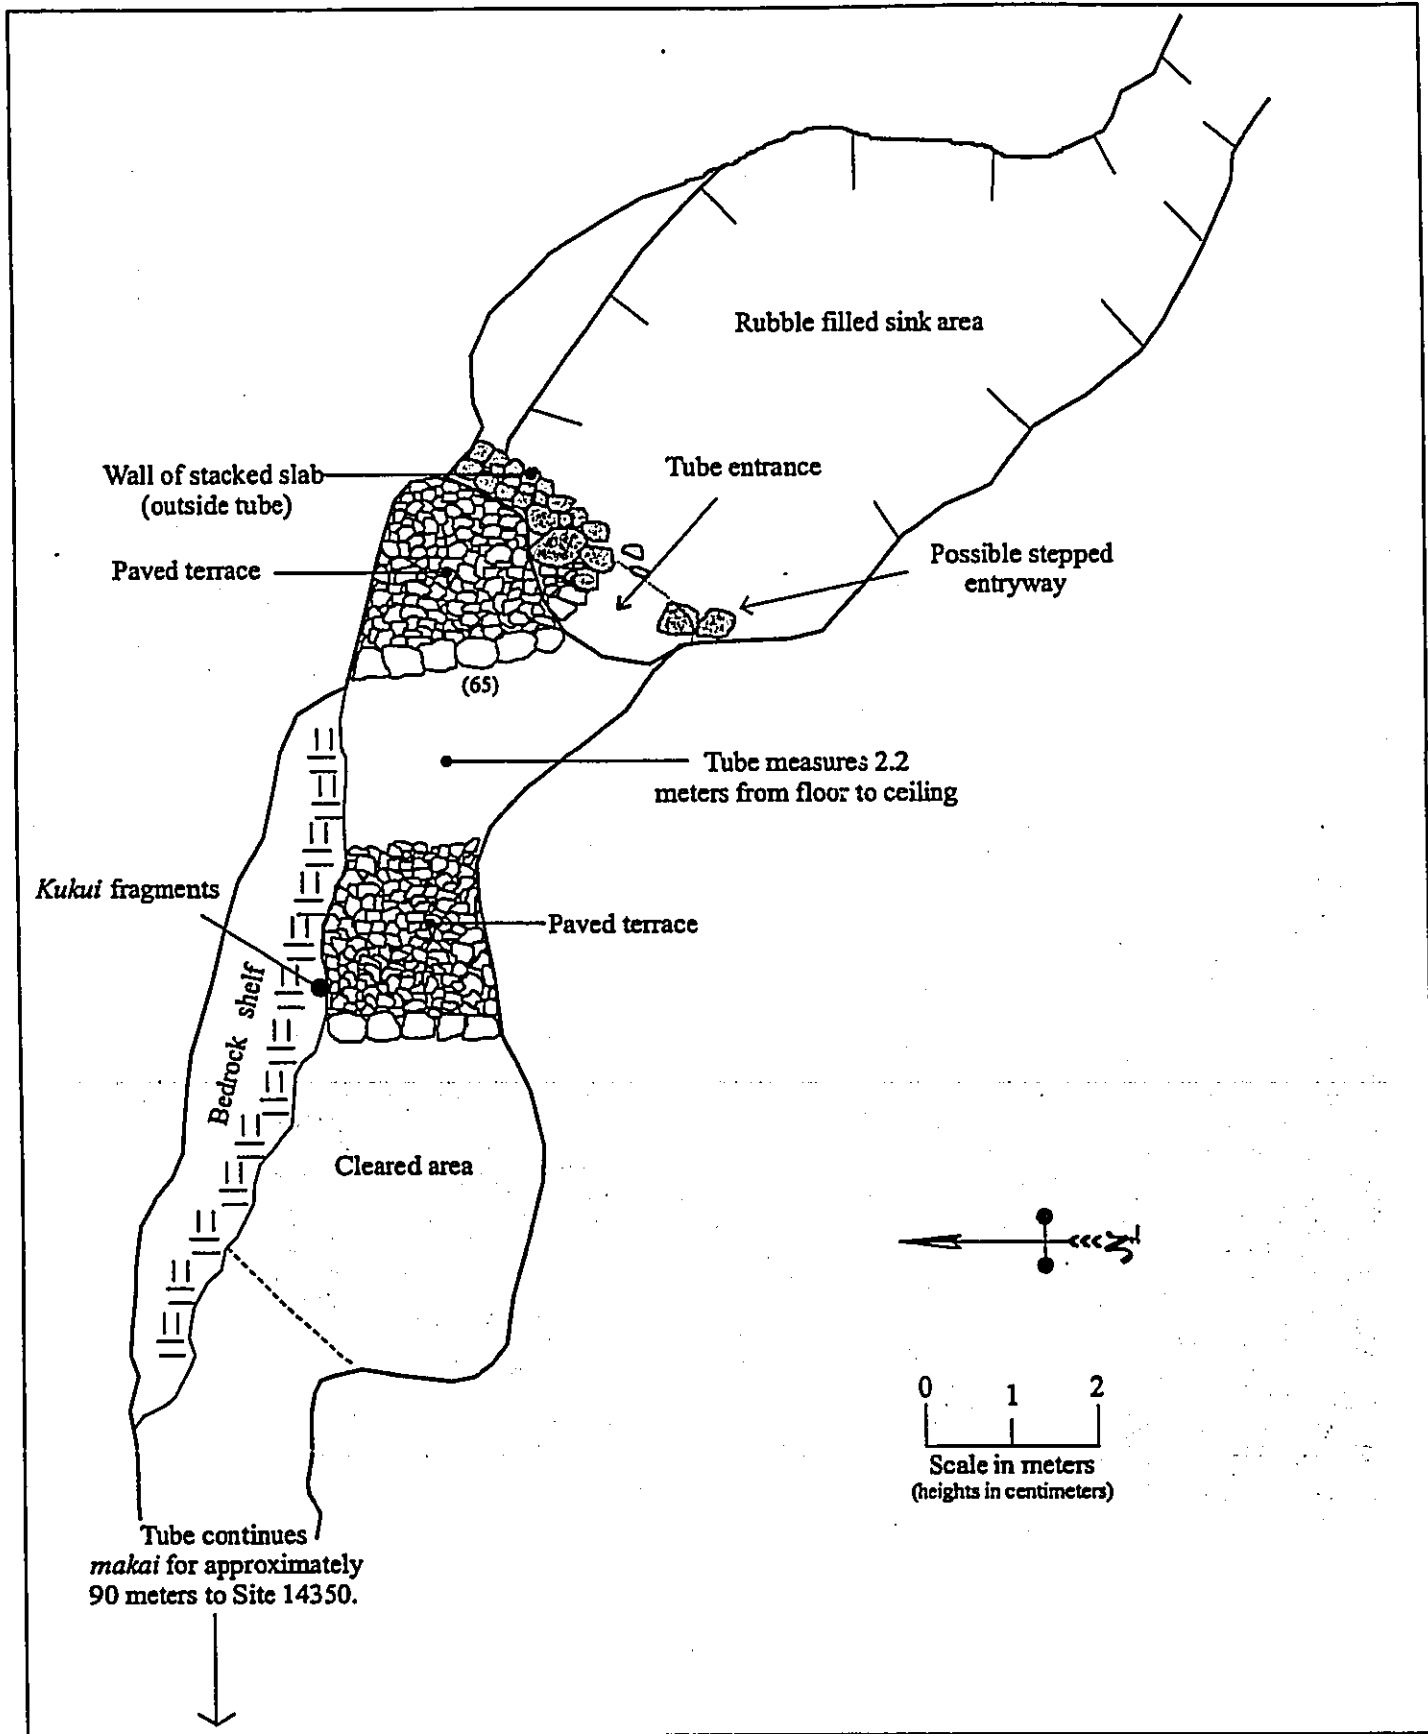 Rubble filled sink area
Wall of stacked slab
(outside tube)
Tube entrance
Paved terrace
Possible stepped
entryway
(65)
Tube measures 2.2
meters from floor to ceiling
Kukui fragments
Paved terrace
Bedrock shelf
Cleared area
0 1 2
Scale in meters
(heights in centimeters)
Tube continues
makai for approximately
90 meters to Site 14350.